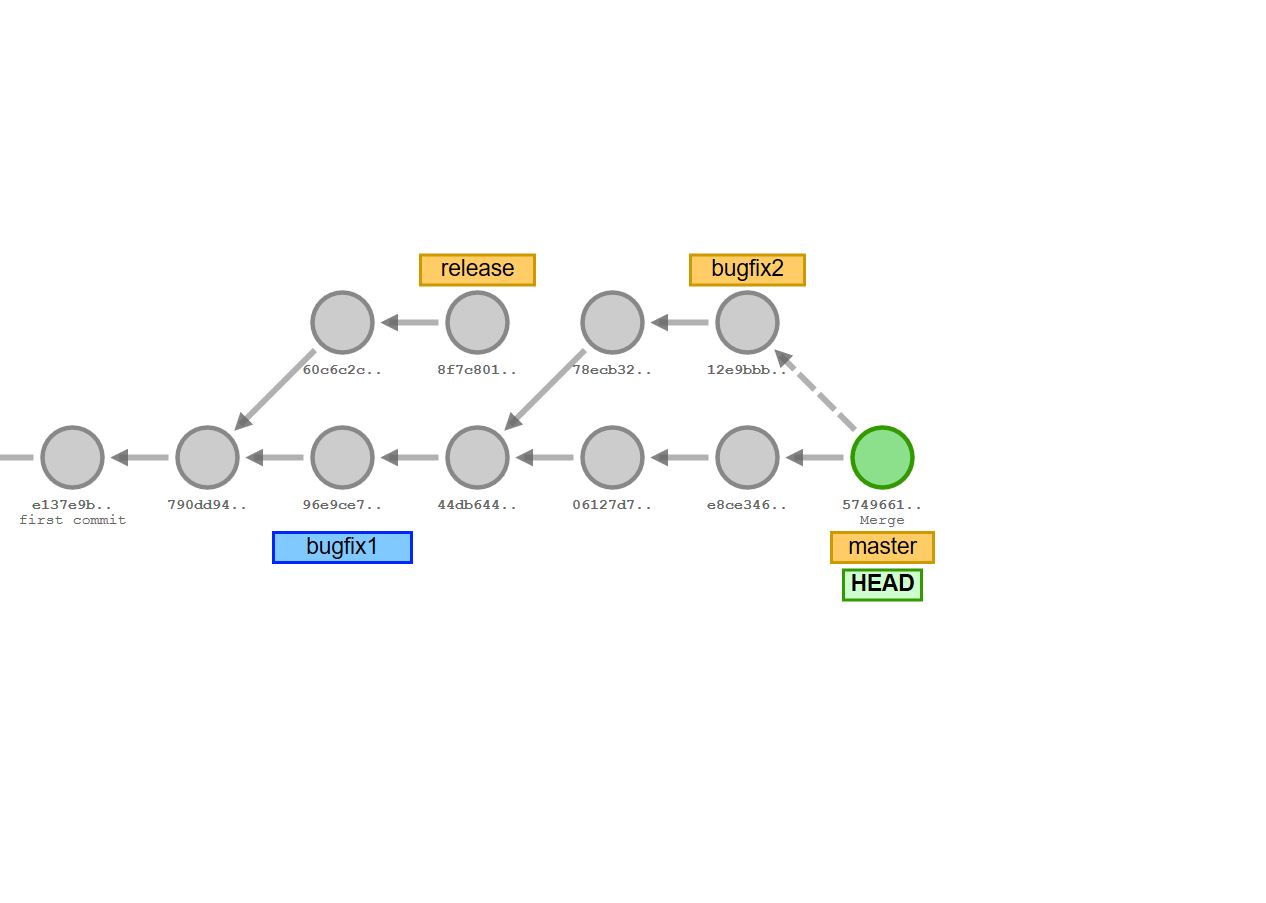 release
bugfix2
60c6c2c..
8f7c801..
78ecb32..
12e9bbb..
e137e9b..
first commit
790dd94..
96e9ce7..
44db644..
06127d7..
e8ce346..
5749661..
Merge
bugfix1
master
HEAD